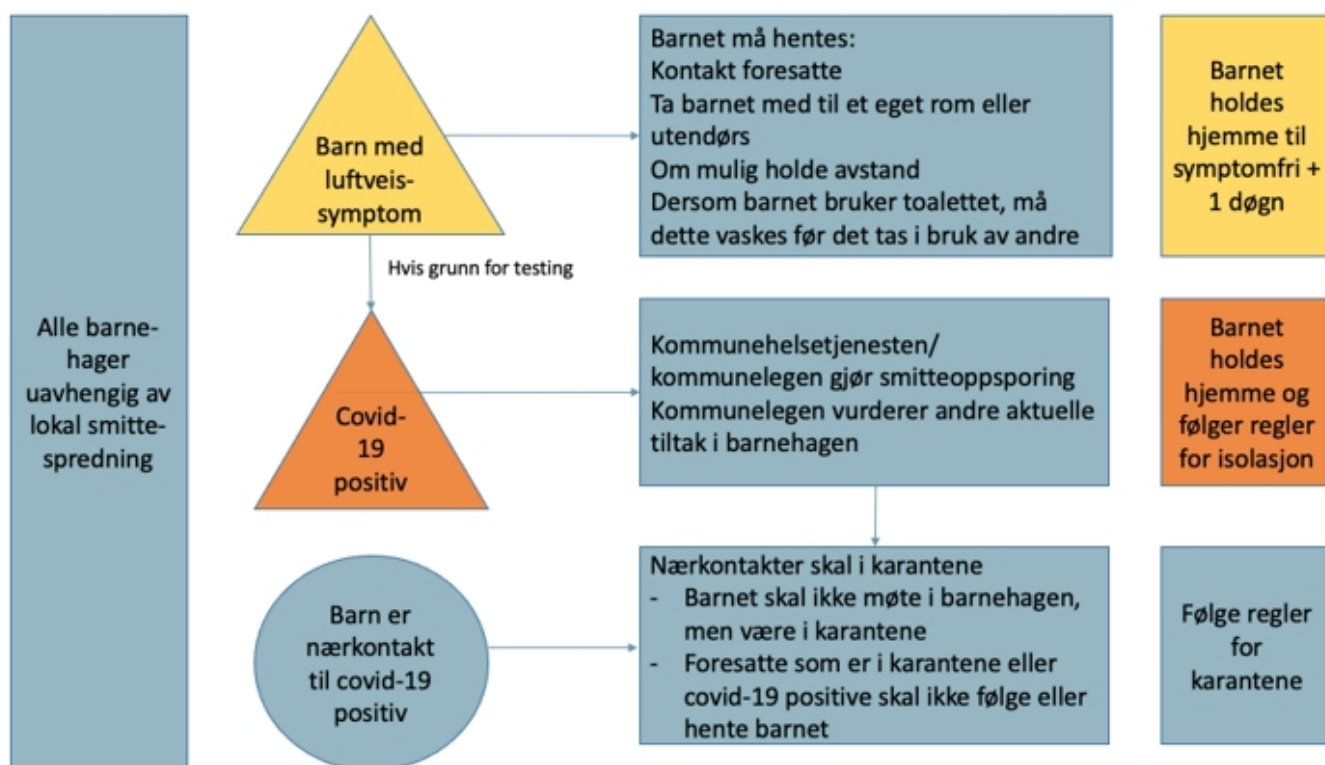 Alle barne-
hager
uavhengig av
lokal smitte-
spredning
Barn med
luftveis-
symptom
Barnet må hentes:
Kontakt foresatte
Ta barnet med til et eget rom eller
utendørs
Om mulig holde avstand
Dersom barnet bruker toalettet, må
dette vaskes før det tas i bruk av andre
Barnet
holdes
hjemme til
symptomfri +
1 døgn
Hvis grunn for testing
Covid-
19
positiv
Kommunehelsetjenesten/
kommunelegen gjør smitteoppsporing
Kommunelegen vurderer andre aktuelle
tiltak i barnehagen
Barnet
holdes
hjemme og
følger regler
for isolasjon
Barn er
nærkontakt
til covid-19
positiv
Nærkontakter skal i karantene
- Barnet skal ikke møte i barnehagen,
men være i karantene
- Foresatte som er i karantene eller
covid-19 positive skal ikke følge eller
hente barnet
Følge regler
for
karantene